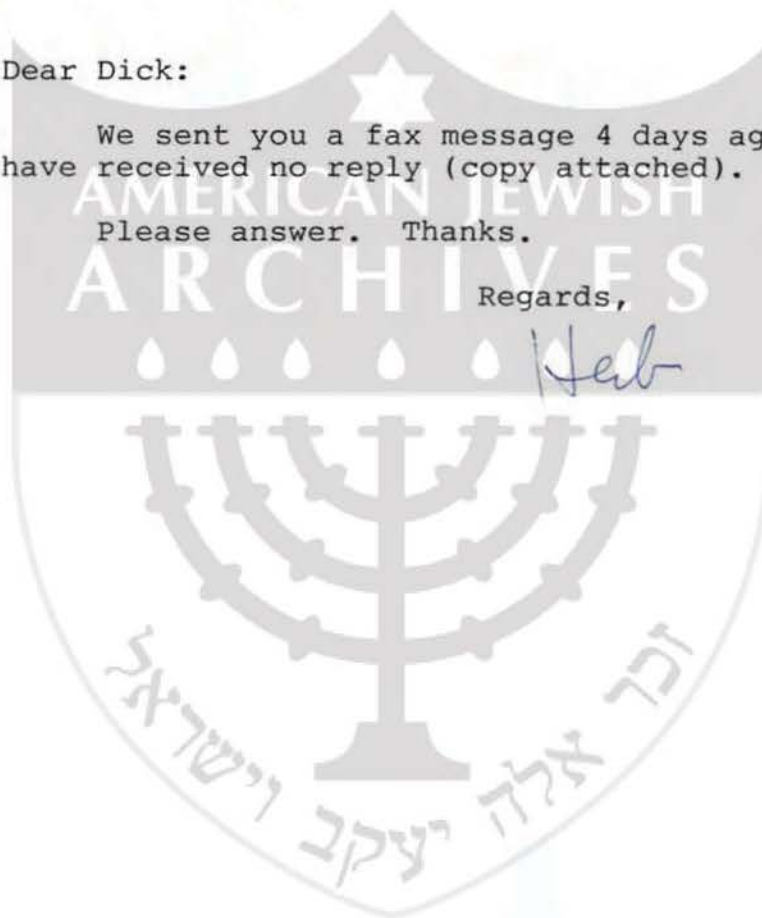 Dear Dick:
We sent you a fax message 4 days ag
have received no reply (copy attached).
AMERICAN JEWISH
Please answer. Thanks.
ARCHIVES
Regards,
Herb
זכר אלה יעקב וישראל